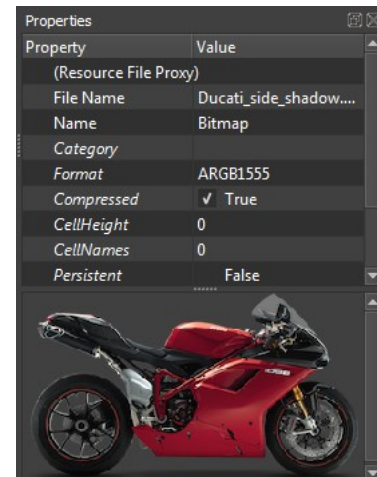 Properties
Property Value
(Resource File Proxy)
File Name Ducati_side_shadow....
Name Bitmap
Category
Format ARGB1555
Compressed True
CellHeight 0
CellNames 0
Persistent False
1098